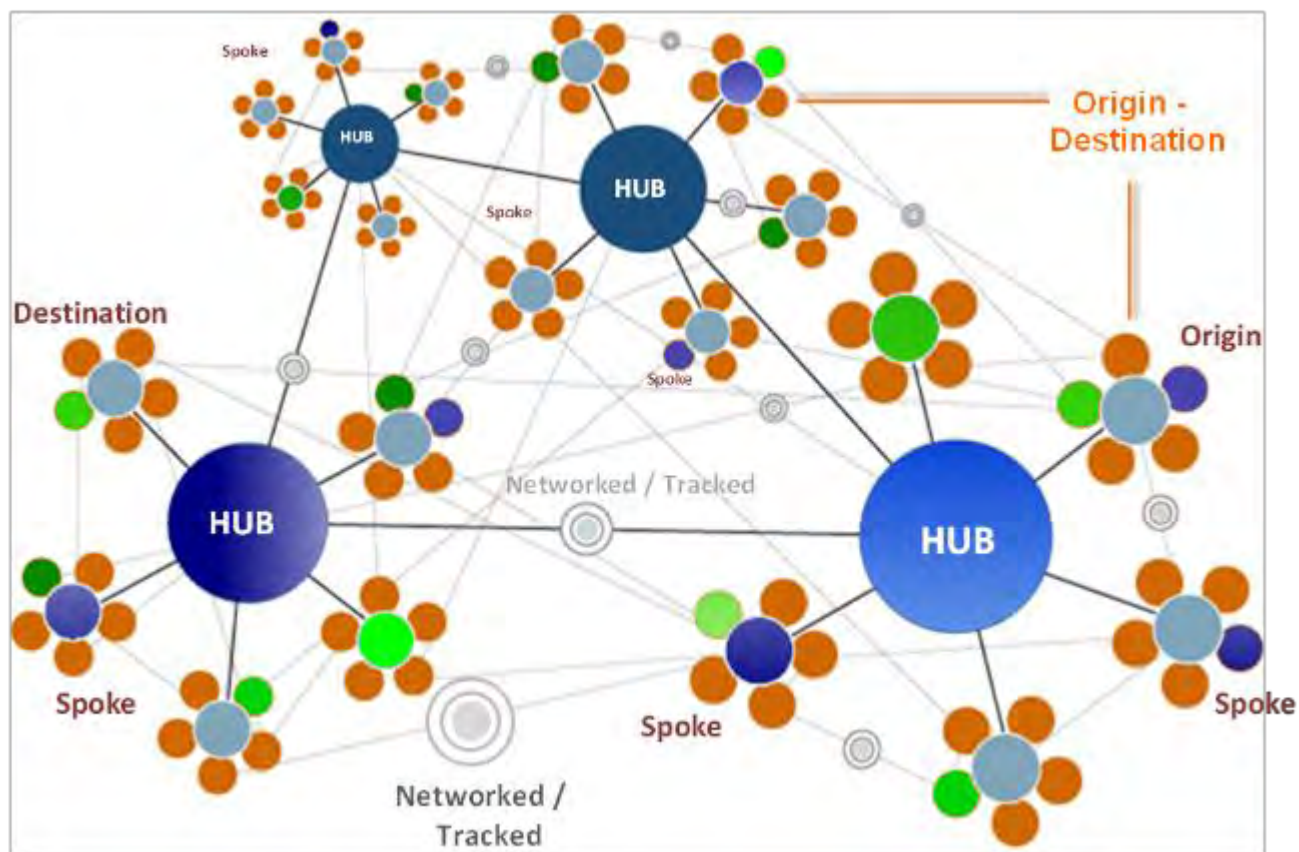 Spoke
Origin -
Destination
HUB
HUB
Spoke
Destination
Origin
Spoke
Networked / Tracked
HUB
HUB
Spoke
Spoke
Spoke
Networked /
Tracked